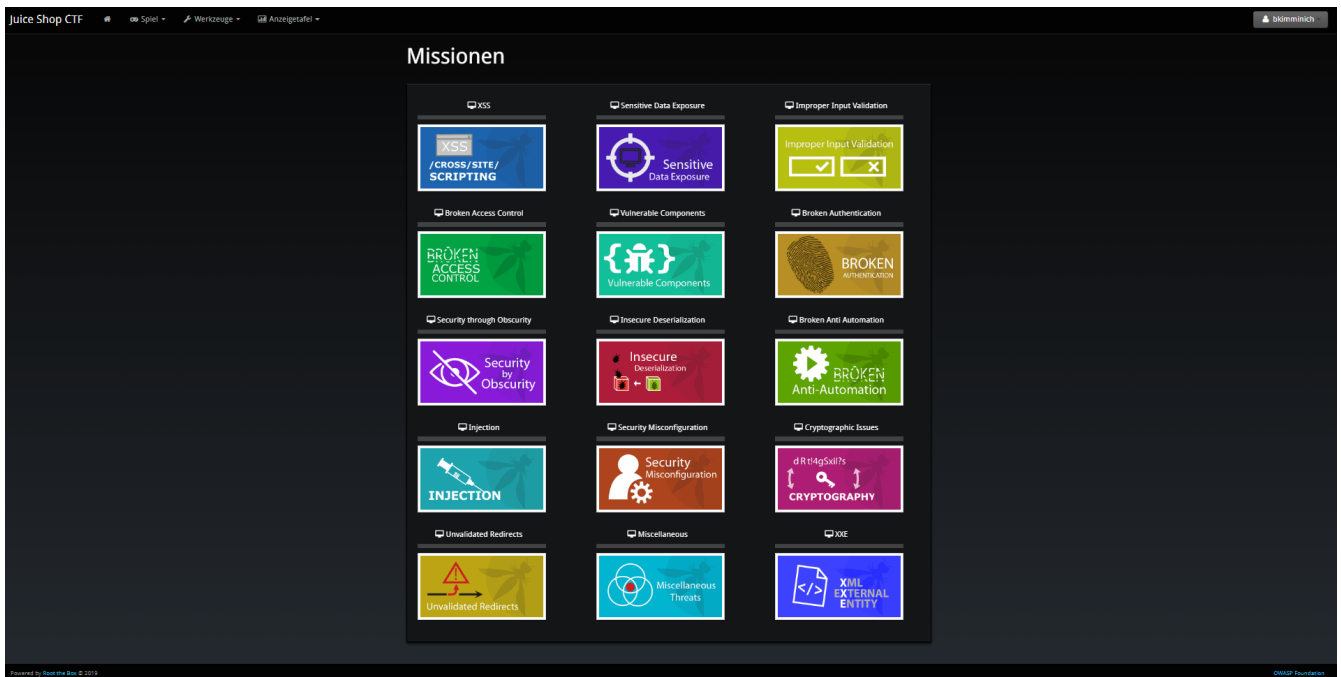 Juice Shop CTF Spiel Werkzeuge Anzeigetafel bkimminich
Missionen
XSS Sensitive Data Exposure Improper Input Validation
XSS
/CROSS/SITE/
SCRIPTING
Sensitive
Data Exposure
Improper Input Validation
Broken Access Control Vulnerable Components Broken Authentication
BROKEN
ACCESS
CONTROL
{ }
Vulnerable Components
BROKEN
AUTHENTICATION
Security through Obscurity Insecure Deserialization Broken Anti Automation
Security
by
Obscurity
Insecure
Deserialization
BROKEN
Anti-Automation
Injection Security Misconfiguration Cryptographic Issues
INJECTION
Security
Misconfiguration
dRt!4gSxil?s
CRYPTOGRAPHY
Unvalidated Redirects Miscellaneous XXE
Unvalidated Redirects
Miscellaneous
Threats
</>
XML
EXTERNAL
ENTITY
Powered by Root the Box © 2019 OWASP Foundation